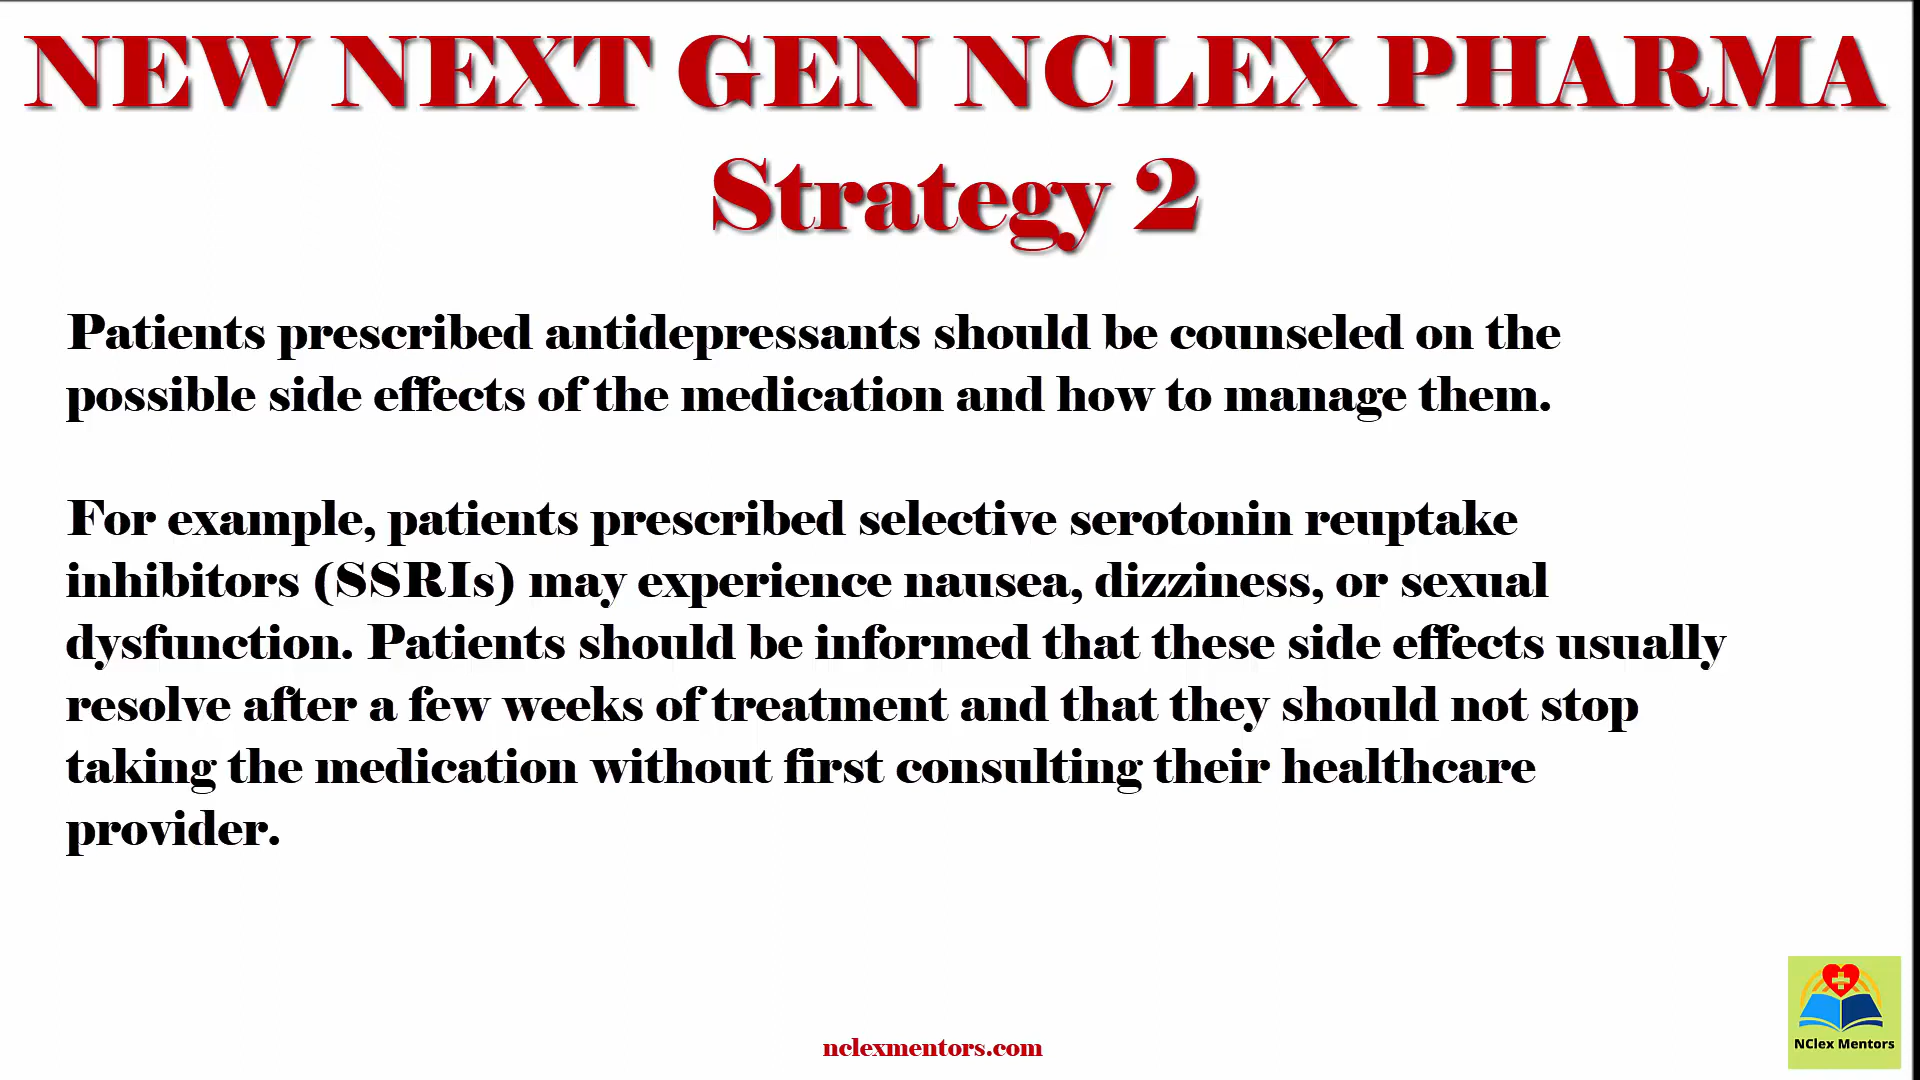 NEW NEXT GEN NCLEX PHARMA
Strategy 2
Patients prescribed antidepressants should be counseled on the
possible side effects of the medication and how to manage them.
For example, patients prescribed selective serotonin reuptake
inhibitors (SSRIs) may experience nausea, dizziness, or sexual
dysfunction. Patients should be informed that these side effects usually
resolve after a few weeks of treatment and that they should not stop
taking the medication without first consulting their healthcare
provider.
NClex Mentors
nclexmentors.com